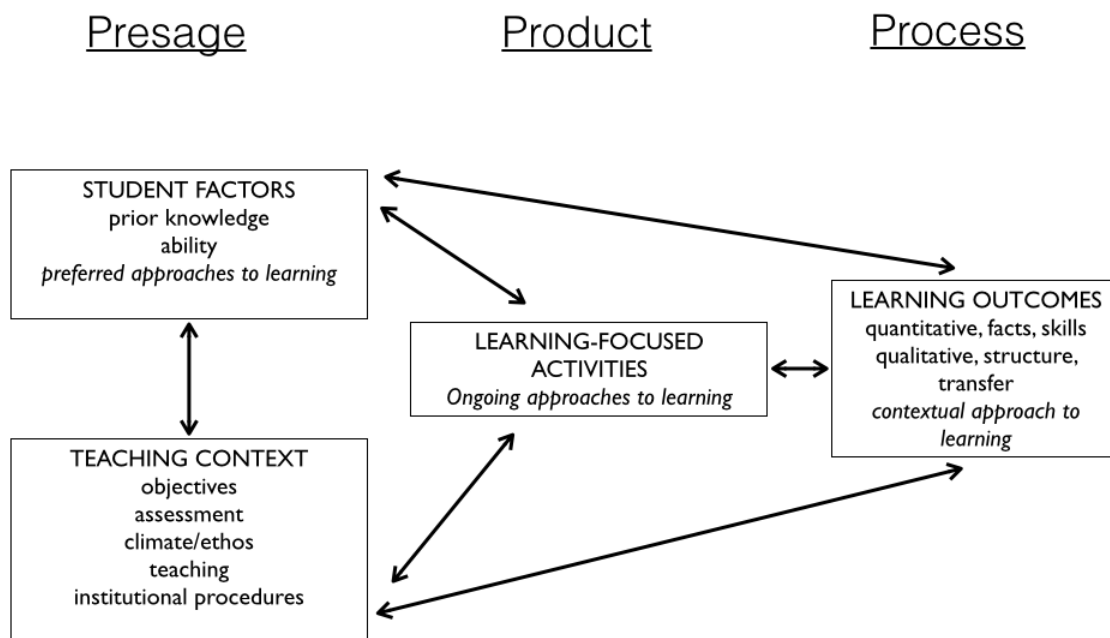 Presage
Product
Process
STUDENT FACTORS
prior knowledge
ability
preferred approaches to learning
LEARNING-FOCUSED
ACTIVITIES
Ongoing approaches to learning
LEARNING OUTCOMES
quantitative, facts, skills
qualitative, structure,
transfer
contextual approach to
learning
TEACHING CONTEXT
objectives
assessment
climate/ethos
teaching
institutional procedures